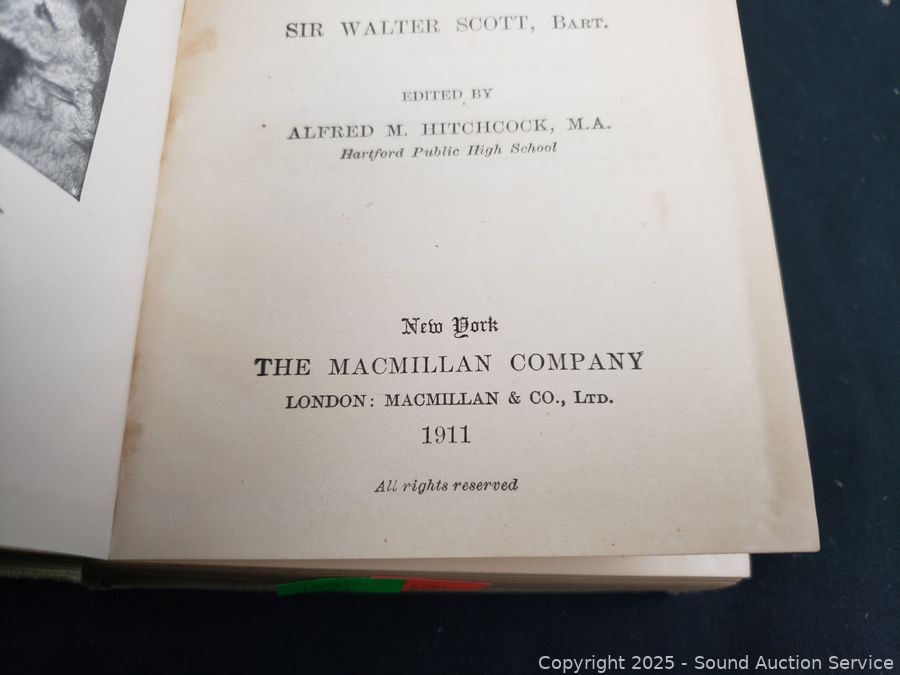 SIR WALTER SCOTT, BART.
EDITED BY
ALFRED M. HITCHCOCK, M.A.
Hartford Public High School
New York
THE MACMILLAN COMPANY
LONDON: MACMILLAN & CO., LTD.
1911
All rights reserved
Copyright 2025 - Sound Auction Service